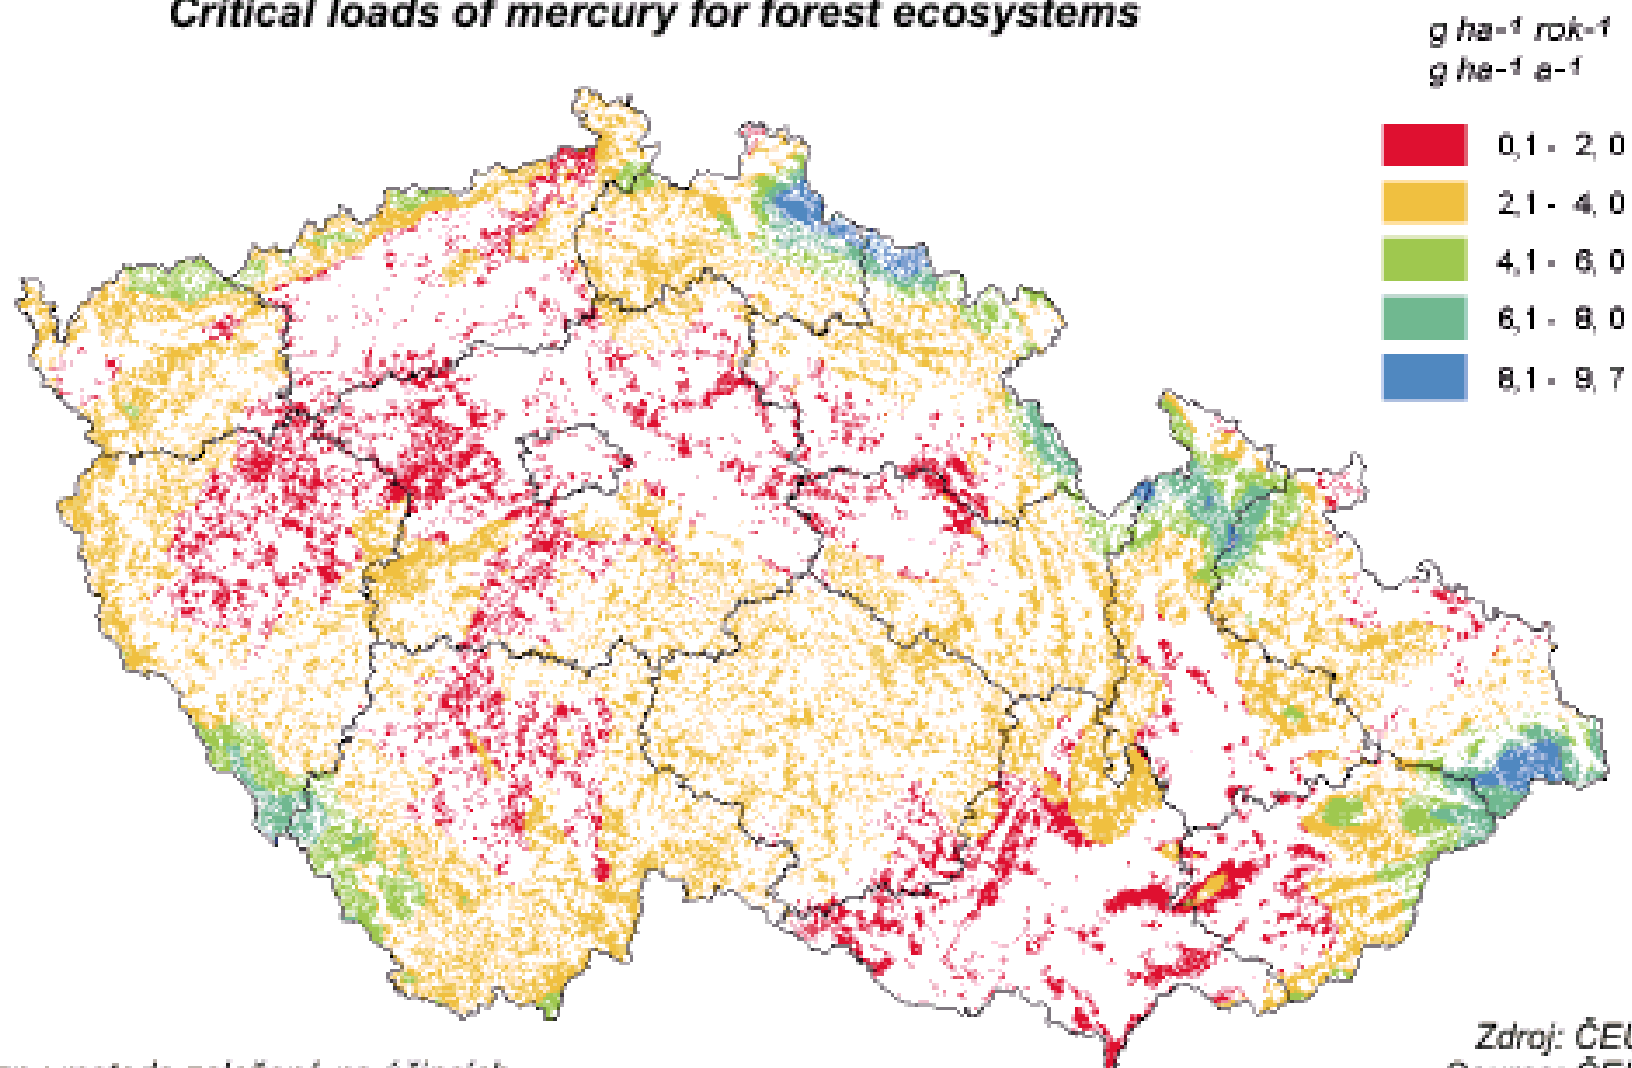 Critical loads of mercury for forest ecosystems
g ha-1 rok-1
g ha-1 a-1
0,1 - 2,0
2,1 - 4,0
4,1 - 6,0
6,1 - 8,0
8,1 - 9,7
Zdroj: